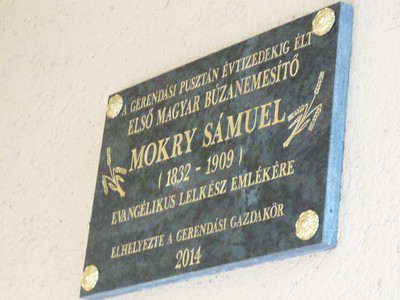 A GERENDÁSI PUSZTÁN ÉVTIZEDEKIG ÉLT
ELSŐ MAGYAR BÚZANEMESÍTŐ
MOKRY SÁMUEL
(1832 - 1909)
EVANGÉLIKUS LELKÉSZ EMLÉKÉRE
ELHELYEZTE A GERENDÁSI GAZDAKÖR
2014